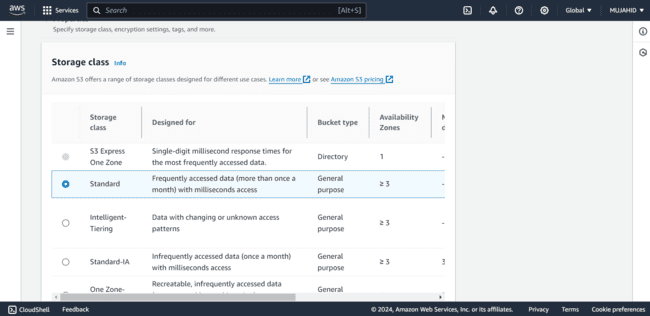 aws
Services
Search
[Alt+S]
Global
MUJAHID
Specify storage class, encryption settings, tags, and more.
Storage class
Info
Amazon S3 offers a range of storage classes designed for different use cases. Learn more or see Amazon S3 pricing
Storage class
Designed for
Bucket type
Availability Zones
S3 Express One Zone
Single-digit millisecond response times for the most frequently accessed data.
Directory
1
-
Standard
Frequently accessed data (more than once a month) with milliseconds access
General purpose
≥ 3
-
Intelligent-Tiering
Data with changing or unknown access patterns
General purpose
≥ 3
-
Standard-IA
Infrequently accessed data (once a month) with milliseconds access
General purpose
≥ 3
3
One Zone-
Recreatable, infrequently accessed data
General
CloudShell
Feedback
© 2024, Amazon Web Services, Inc. or its affiliates.
Privacy
Terms
Cookie preferences